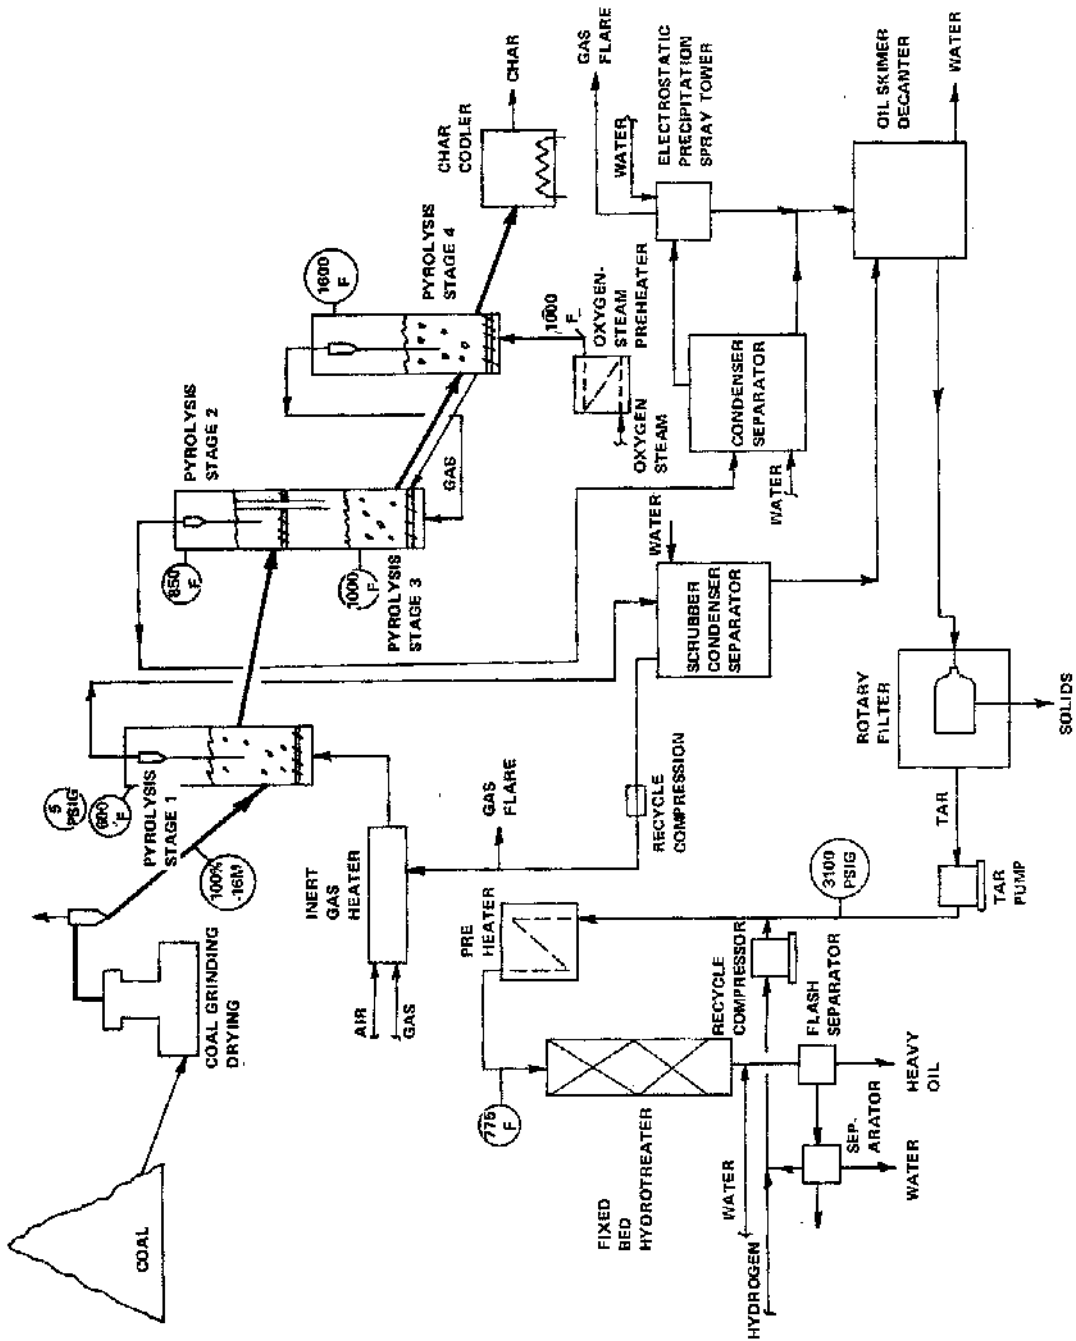 COAL
COAL GRINDING
DRYING
5
PSIG
600
F
PYROLYSIS
STAGE 1
100%
-16M
850
F
PYROLYSIS
STAGE 2
1000
F
PYROLYSIS
STAGE 3
GAS
1600
F
PYROLYSIS
STAGE 4
CHAR
COOLER
CHAR
1000
F
OXYGEN-
STEAM
PREHEATER
OXYGEN
STEAM
GAS
FLARE
WATER
ELECTROSTATIC
PRECIPITATION
SPRAY TOWER
CONDENSER
SEPARATOR
WATER
WATER
SCRUBBER
CONDENSER
SEPARATOR
OIL SKIMER
DECANTER
WATER
INERT
GAS
HEATER
AIR
GAS
GAS
FLARE
RECYCLE
COMPRESSION
ROTARY
FILTER
SOLIDS
TAR
TAR
PUMP
3100
PSIG
PRE
HEATER
775
F
FIXED
BED
HYDROTREATER
RECYCLE
COMPRESSOR
FLASH
SEPARATOR
WATER
HYDROGEN
SEP-
ARATOR
HEAVY
OIL
WATER